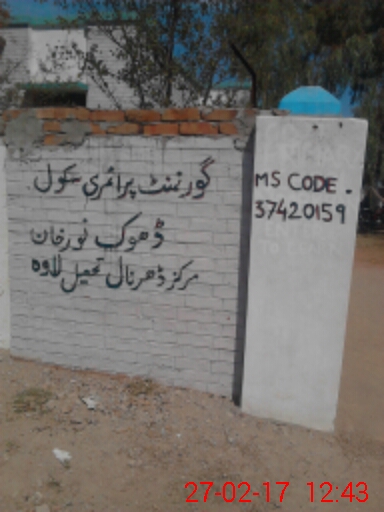 گورنمنٹ پرائمری سکول
ڈھوک نور خان
مرکز ڈھرنال تحصیل لاوہ
MS CODE.
37420159
27-02-17 12:43